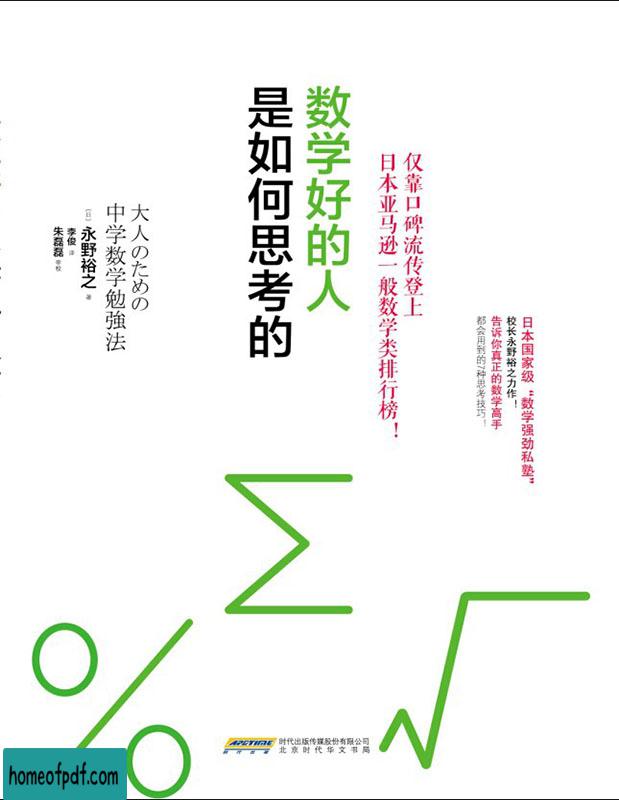 数学好的人
是如何思考的
仅靠口碑流传登上
日本亚马逊一般数学类排行榜！
日本国家级“数学强劲私塾”
校长永野裕之力作！
告诉你真正的数学高手
都会用到的7种思考技巧！
大人のための
中学数学勉強法
［日］永野裕之 著
李俊 译
朱磊磊 审校
% Σ √
APCTIME
时代出版
时代出版传媒股份有限公司
北京时代华文书局
homeofpdf.com